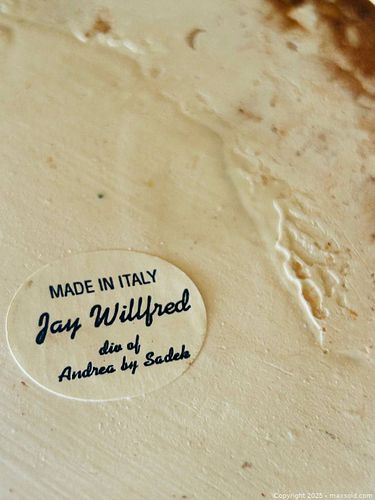 MADE IN ITALY
Jay Willfred
div of
Andrea by Sadek
Copyright 2025 - maxsold.com